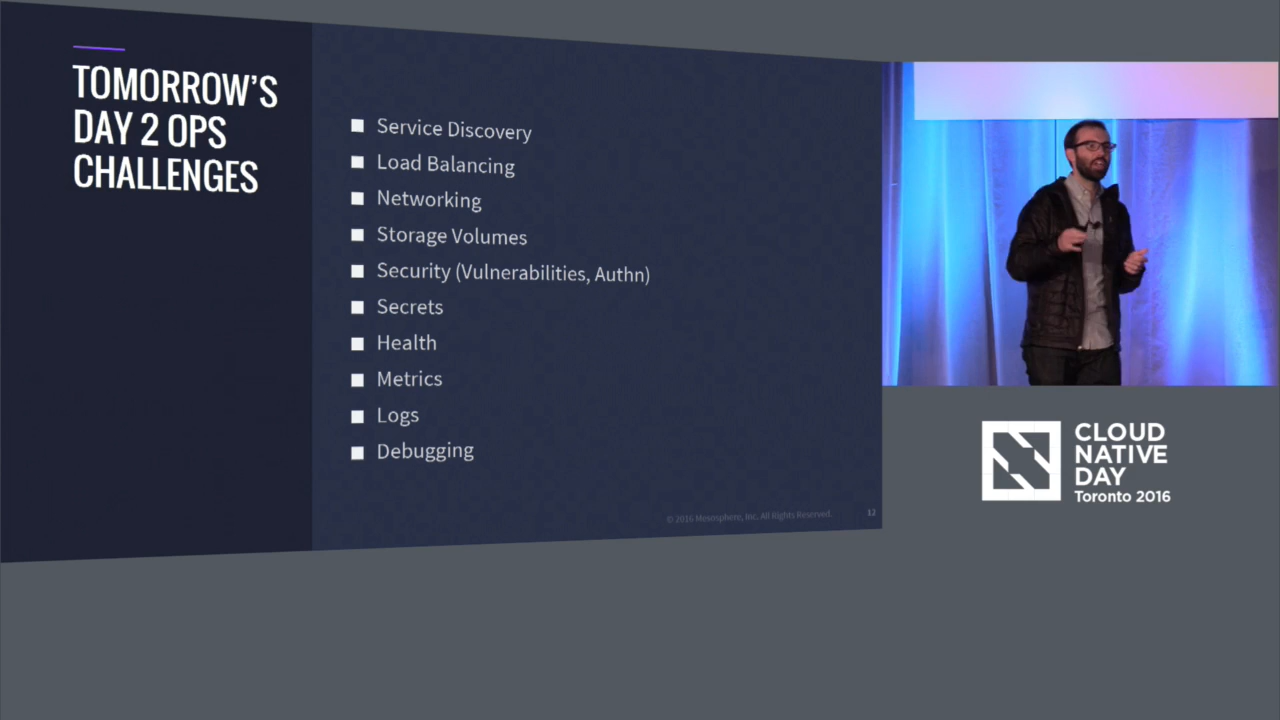 TOMORROW'S
DAY 2 OPS
CHALLENGES
Service Discovery
Load Balancing
Networking
Storage Volumes
Security (Vulnerabilities, Authn)
Secrets
Health
Metrics
Logs
Debugging
© 2016 Mesosphere, Inc. All Rights Reserved.
12
CLOUD
NATIVE
DAY
Toronto 2016